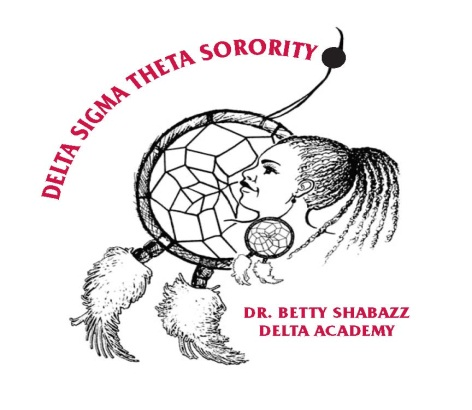 DELTA SIGMA THETA SORORITY
DR. BETTY SHABAZZ
DELTA ACADEMY